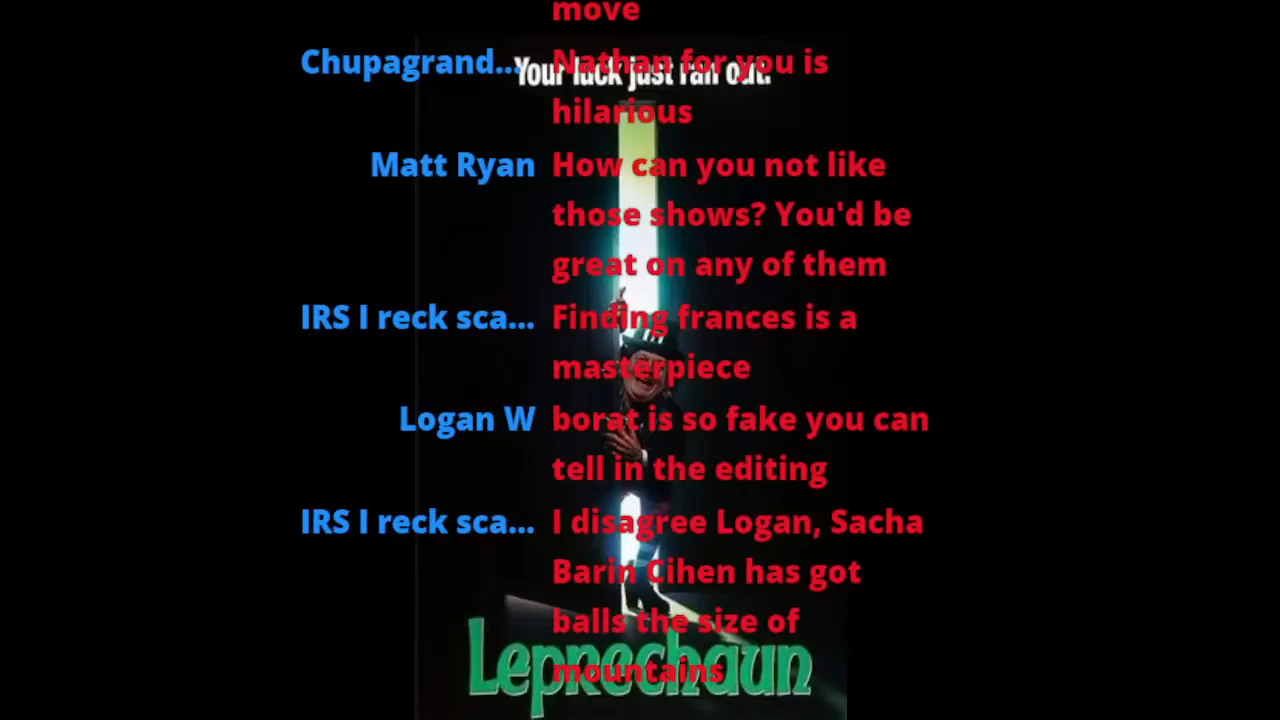 move
Chupagrand... Nathan for you is
Your luck just ran out.
hilarious
Matt Ryan How can you not like
those shows? You'd be
great on any of them
IRS I reck sca... Finding frances is a
masterpiece
Logan W borat is so fake you can
tell in the editing
IRS I reck sca... I disagree Logan, Sacha
Barin Cihen has got
balls the size of
mountains
Leprechaun